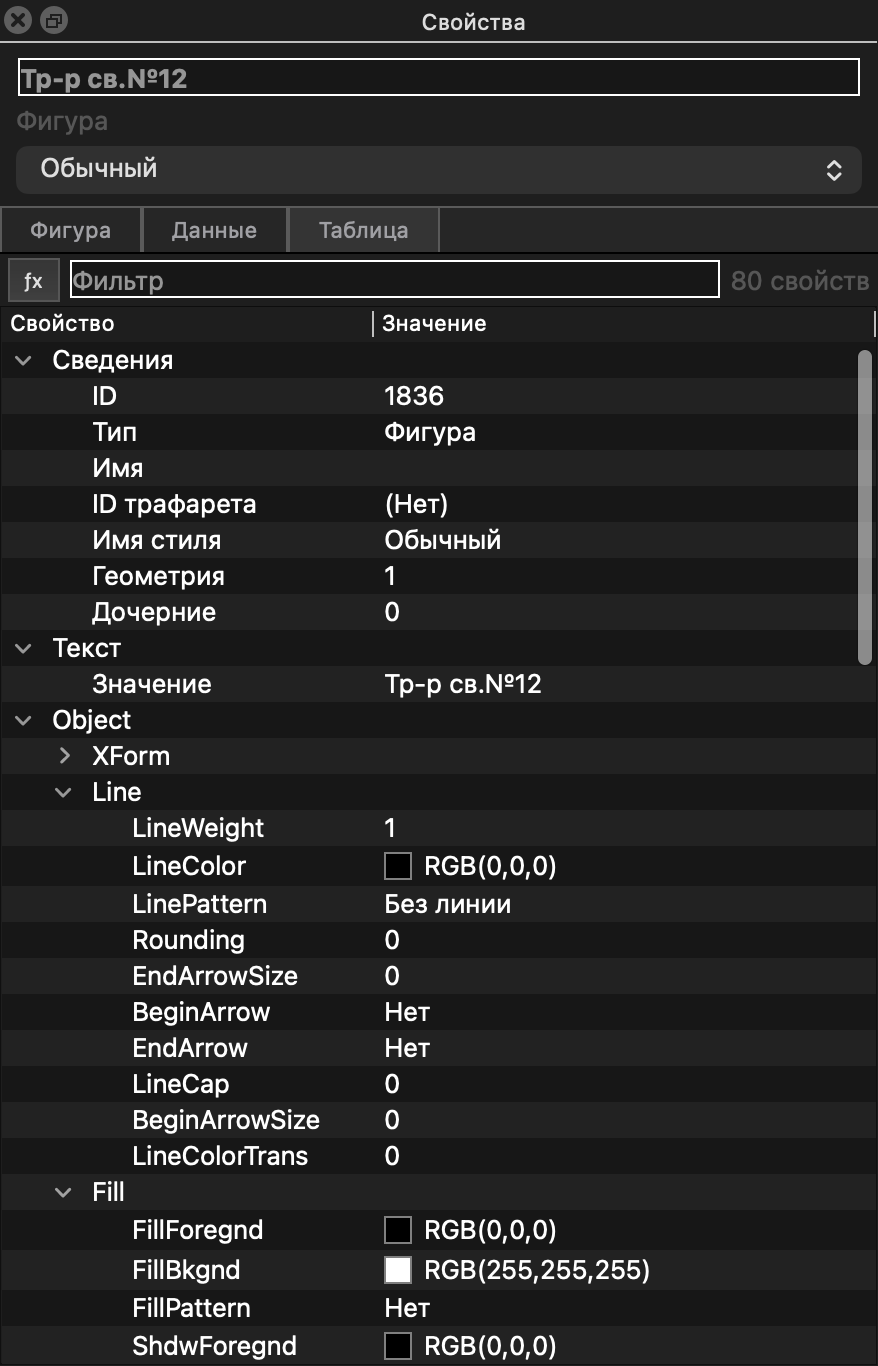 Свойства
Тр-р св.№12
Фигура
Обычный
Фигура Данные Таблица
ƒx Фильтр 80 свойств
Свойство Значение
Сведения
ID 1836
Тип Фигура
Имя
ID трафарета (Нет)
Имя стиля Обычный
Геометрия 1
Дочерние 0
Текст
Значение Тр-р св.№12
Object
XForm
Line
LineWeight 1
LineColor RGB(0,0,0)
LinePattern Без линии
Rounding 0
EndArrowSize 0
BeginArrow Нет
EndArrow Нет
LineCap 0
BeginArrowSize 0
LineColorTrans 0
Fill
FillForegnd RGB(0,0,0)
FillBkgnd RGB(255,255,255)
FillPattern Нет
ShdwForegnd RGB(0,0,0)